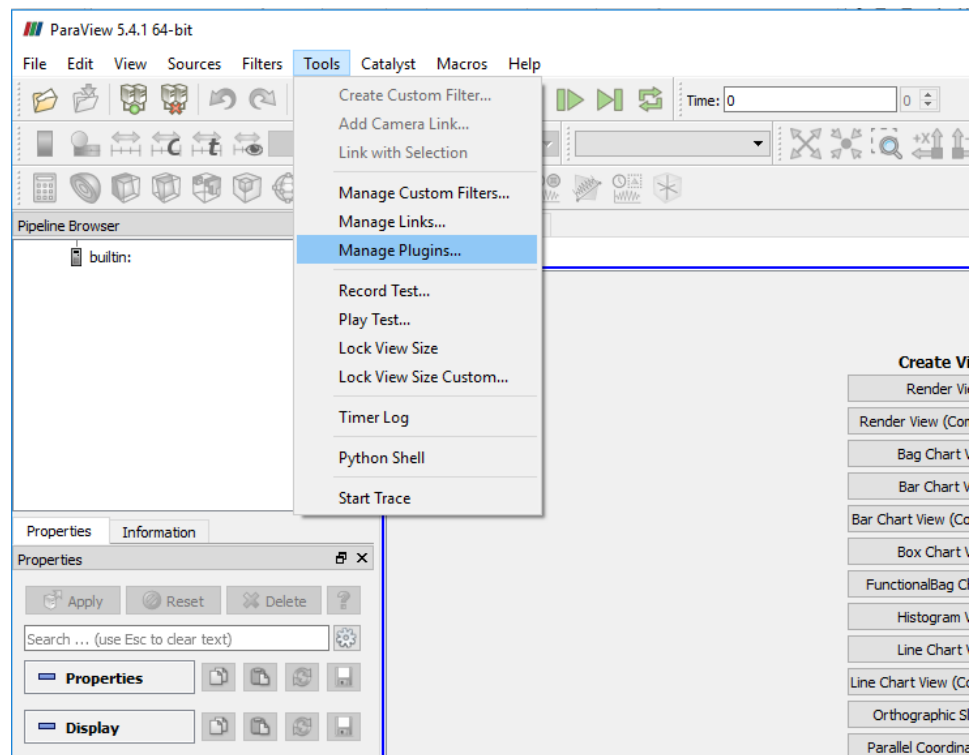 ParaView 5.4.1 64-bit
File Edit View Sources Filters Tools Catalyst Macros Help
Create Custom Filter...
Add Camera Link...
Link with Selection
Manage Custom Filters...
Manage Links...
Manage Plugins...
Record Test...
Play Test...
Lock View Size
Lock View Size Custom...
Timer Log
Python Shell
Start Trace
Time: 0 0
+X
Pipeline Browser
builtin:
Properties Information
Properties
Apply Reset Delete ?
Search ... (use Esc to clear text)
Properties
Display
Create Vi
Render Vi
Render View (Con
Bag Chart V
Bar Chart V
Bar Chart View (Co
Box Chart V
FunctionalBag C
Histogram V
Line Chart V
Line Chart View (Co
Orthographic S
Parallel Coordina